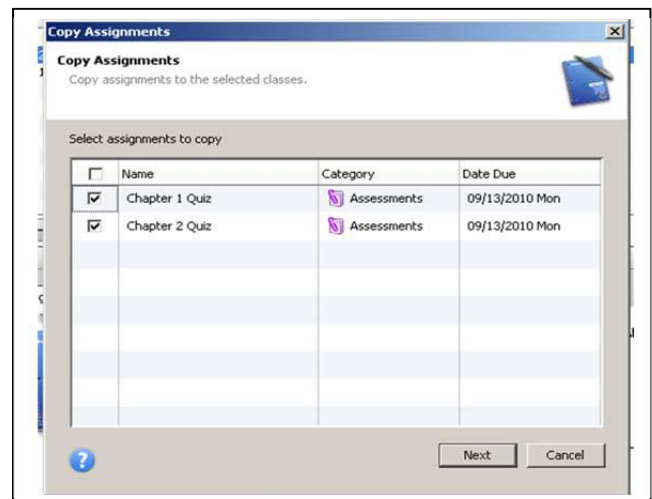 Copy Assignments
Copy Assignments
Copy assignments to the selected classes.
Select assignments to copy
Name Category Date Due
Chapter 1 Quiz Assessments 09/13/2010 Mon
Chapter 2 Quiz Assessments 09/13/2010 Mon
Next Cancel